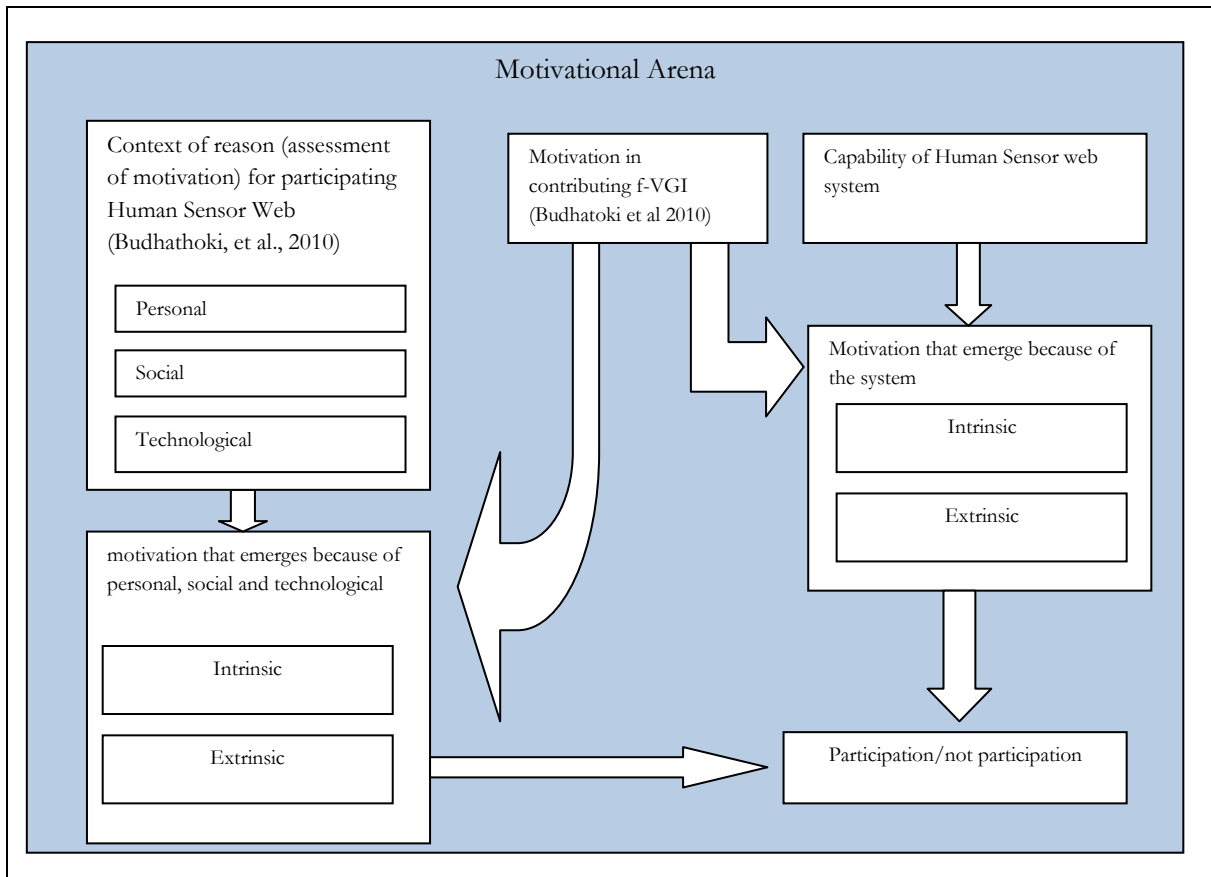 Motivational Arena
Context of reason (assessment
of motivation) for participating
Human Sensor Web
(Budhathoki, et al., 2010)
Personal
Social
Technological
motivation that emerges because of
personal, social and technological
Intrinsic
Extrinsic
Motivation in
contributing f-VGI
(Budhatoki et al 2010)
Capability of Human Sensor web
system
Motivation that emerge because of
the system
Intrinsic
Extrinsic
Participation/not participation